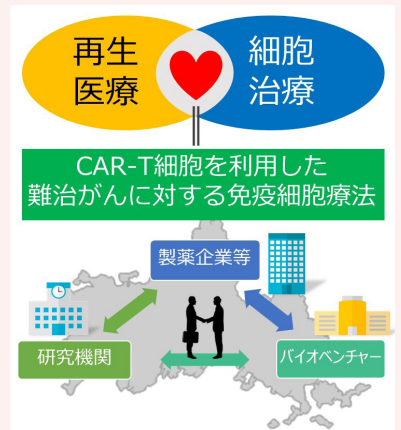 再生
医療
細胞
治療
CAR-T細胞を利用した
難治がんに対する免疫細胞療法
製薬企業等
研究機関
バイオベンチャー